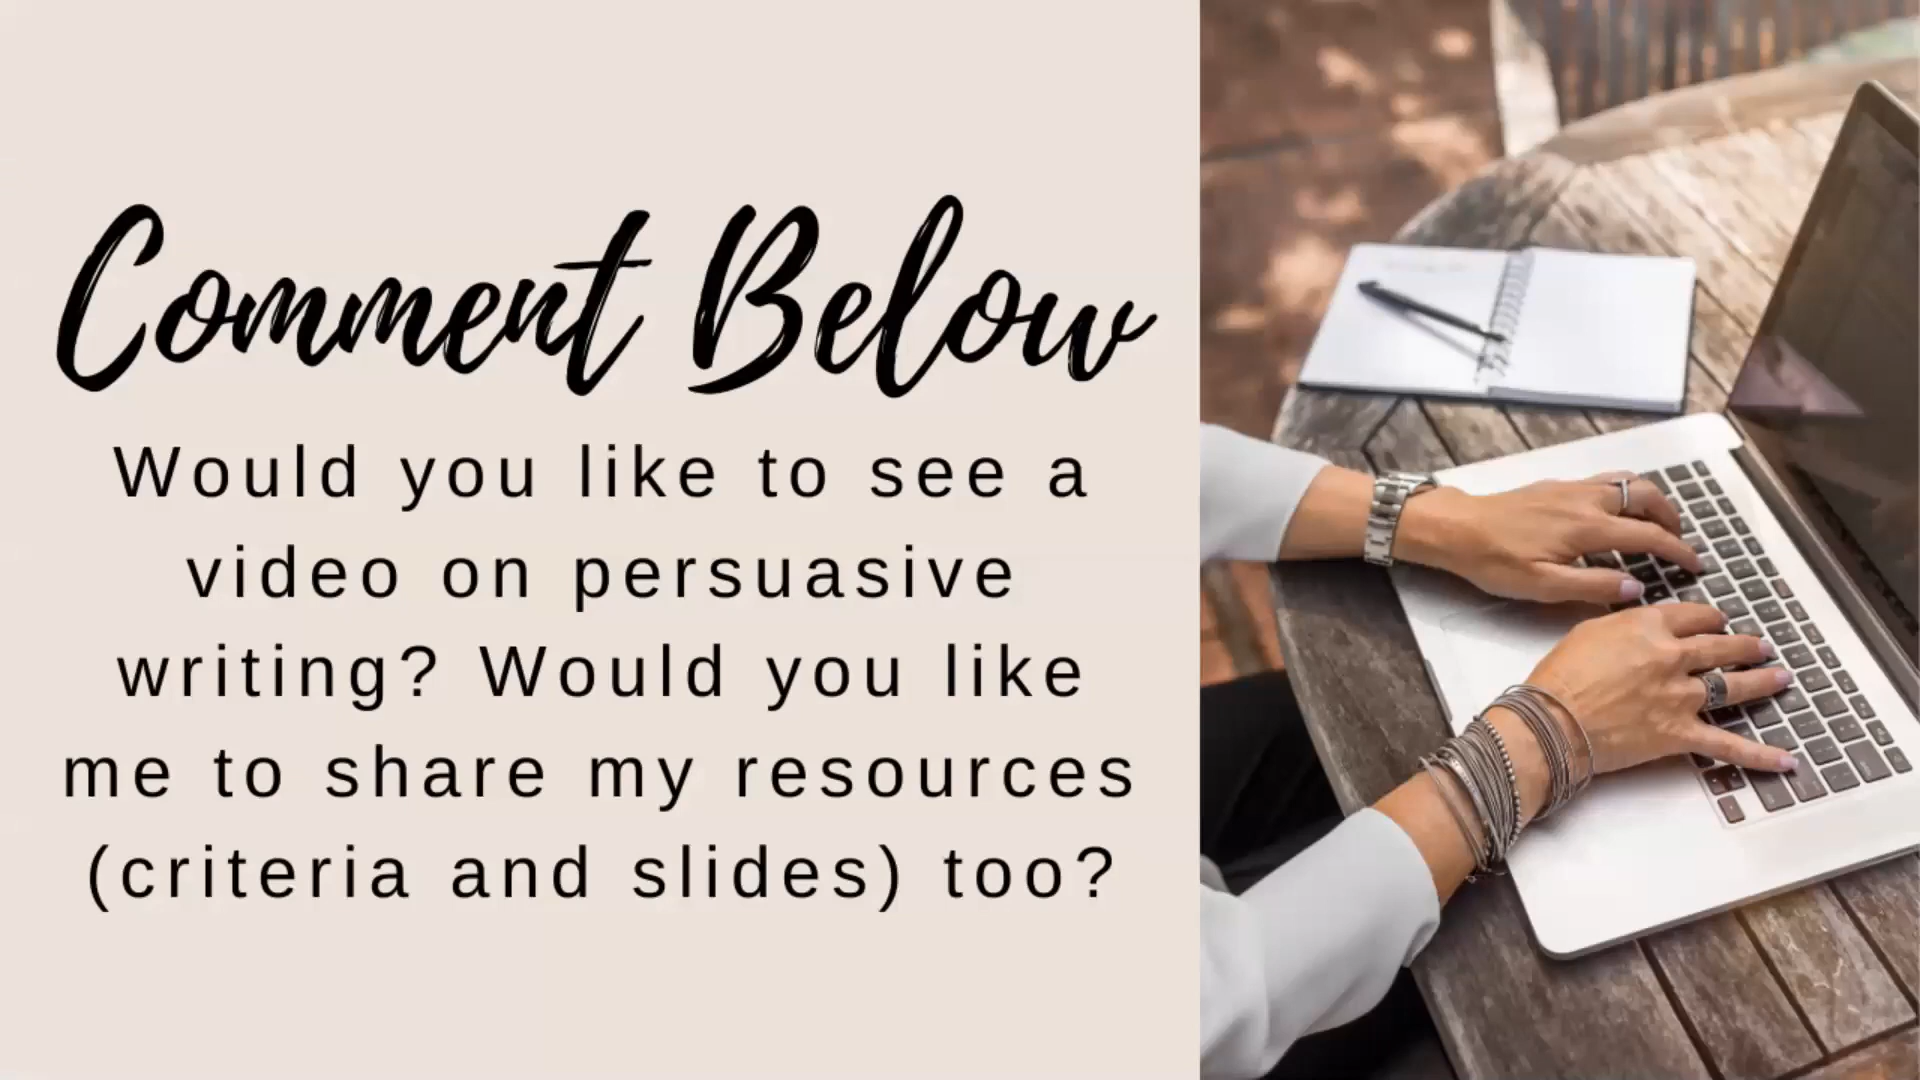 Comment Below
Would you like to see a
video on persuasive
writing? Would you like
me to share my resources
(criteria and slides) too?